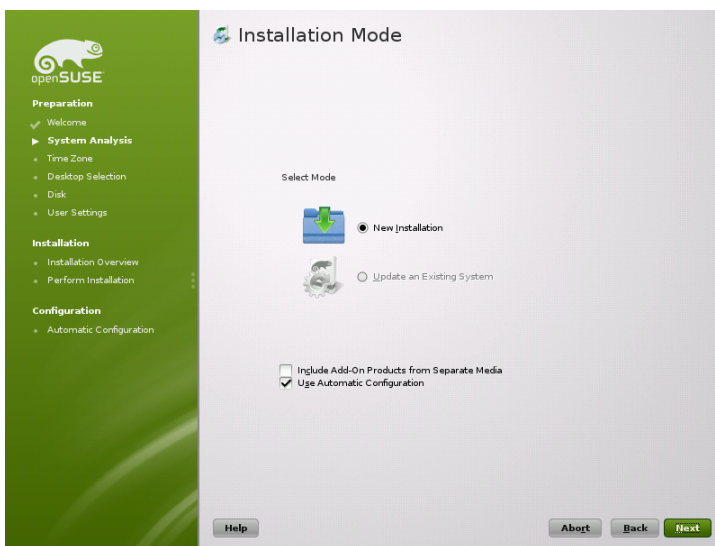 openSUSE
Preparation
Welcome
System Analysis
Time Zone
Desktop Selection
Disk
User Settings
Installation
Installation Overview
Perform Installation
Configuration
Automatic Configuration
Installation Mode
Select Mode
New Installation
Update an Existing System
Include Add-On Products from Separate Media
Use Automatic Configuration
Help
Abort
Back
Next